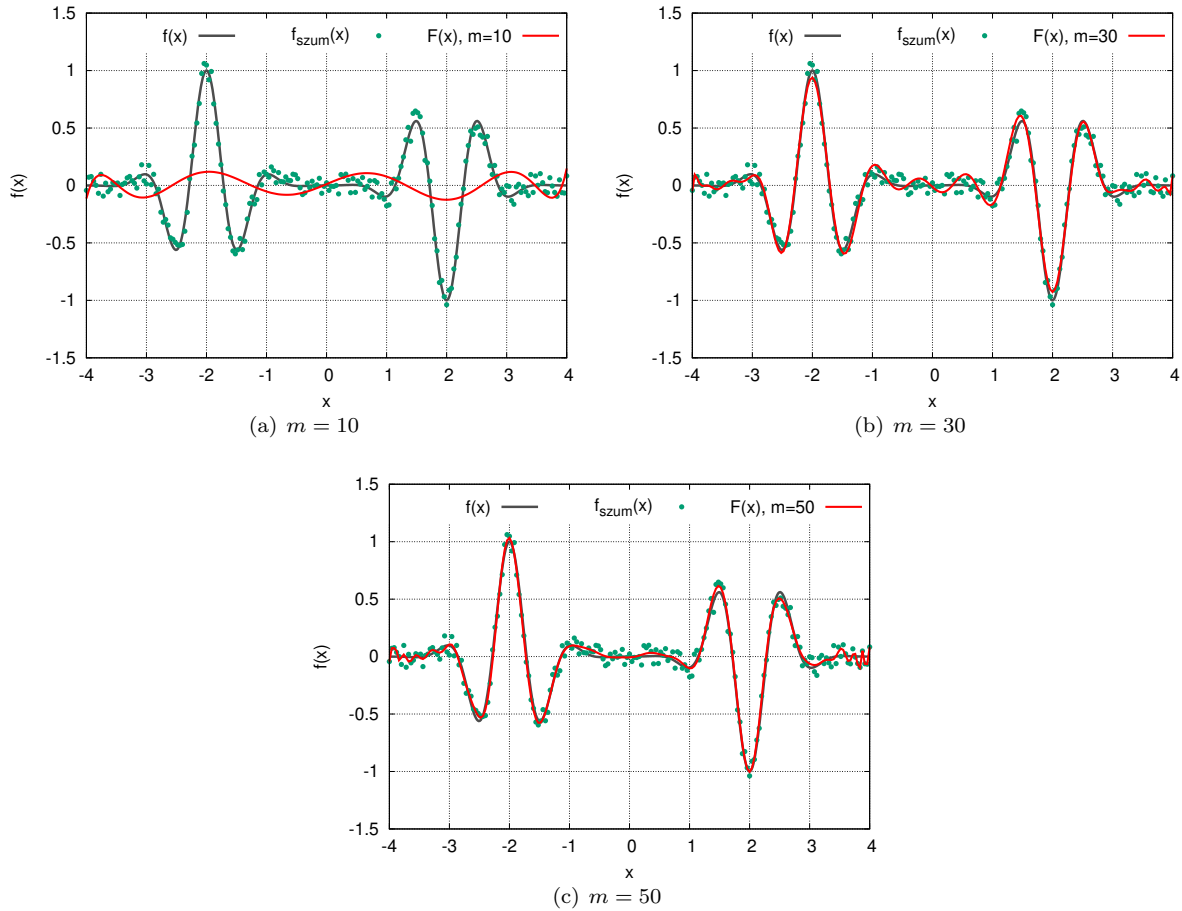 f(x) f_szum(x) F(x), m=10
1.5
1
0.5
0
-0.5
-1
-1.5
f(x)
-4 -3 -2 -1 0 1 2 3 4
x
(a) m = 10
f(x) f_szum(x) F(x), m=30
1.5
1
0.5
0
-0.5
-1
-1.5
f(x)
-4 -3 -2 -1 0 1 2 3 4
x
(b) m = 30
f(x) f_szum(x) F(x), m=50
1.5
1
0.5
0
-0.5
-1
-1.5
f(x)
-4 -3 -2 -1 0 1 2 3 4
x
(c) m = 50